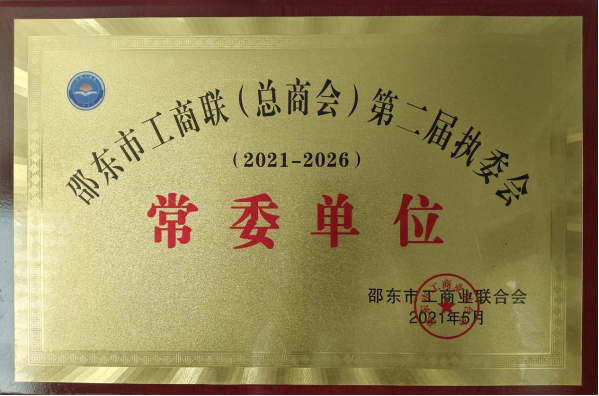 邵东市工商联（总商会）第二届执委会
（2021-2026）
常委单位
邵东市工商业联合会
2021年5月